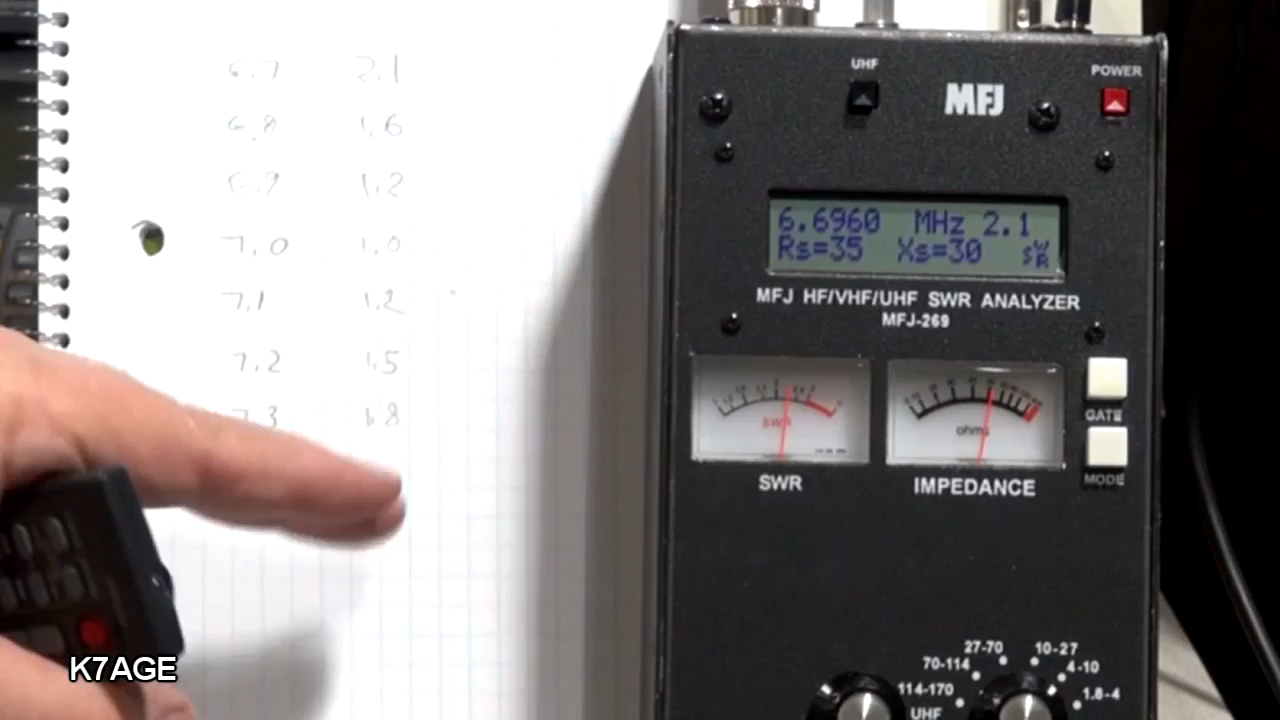 6.7 2.1
6.8 1.6
6.9 1.2
7.0 1.0
7.1 1.2
7.2 1.5
7.3 1.8
UHF
MFJ
POWER
6.6960 MHz 2.1
Rs=35 Xs=30 SWR
MFJ HF/VHF/UHF SWR ANALYZER
MFJ-269
SWR
ohms
GATE
MODE
SWR
IMPEDANCE
27-70
10-27
70-114
4-10
114-170
1.8-4
UHF
K7AGE